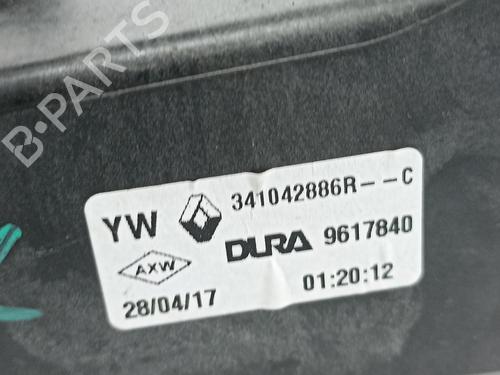 B-PARTS
YW 341042886R--C
AXW DURA 9617840
28/04/17 01:20:12